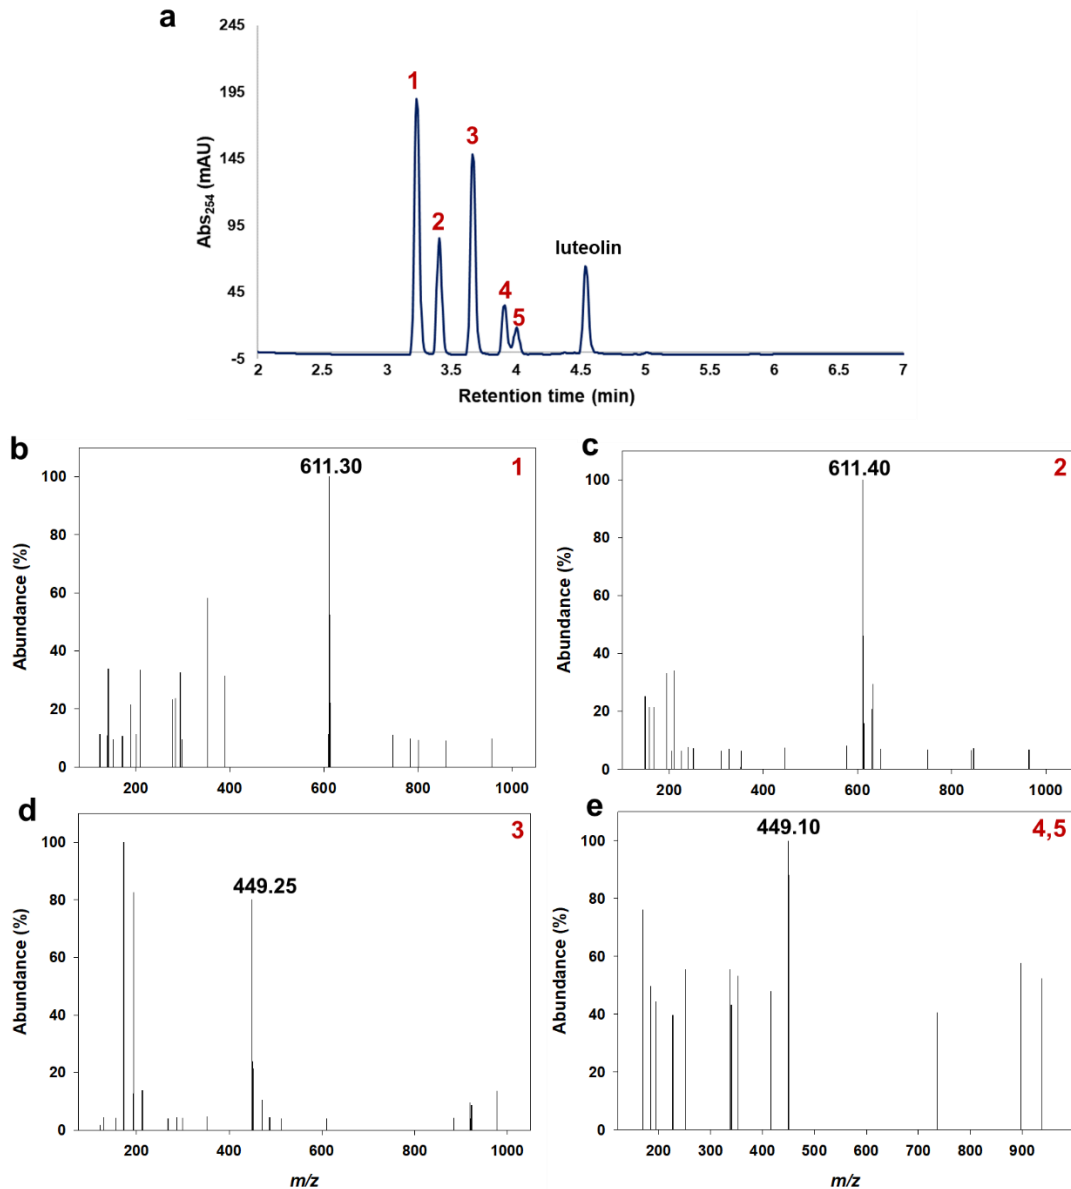 a
245
195
145
95
45
-5
Abs254 (mAU)
1
2
3
4
5
luteolin
2 2.5 3 3.5 4 4.5 5 5.5 6 6.5 7
Retention time (min)
b
611.30
1
100
80
60
40
20
0
Abundance (%)
200 400 600 800 1000
c
611.40
2
100
80
60
40
20
0
Abundance (%)
200 400 600 800 1000
d
449.25
3
100
80
60
40
20
0
Abundance (%)
200 400 600 800 1000
m/z
e
449.10
4,5
100
80
60
40
20
0
Abundance (%)
200 300 400 500 600 700 800 900
m/z